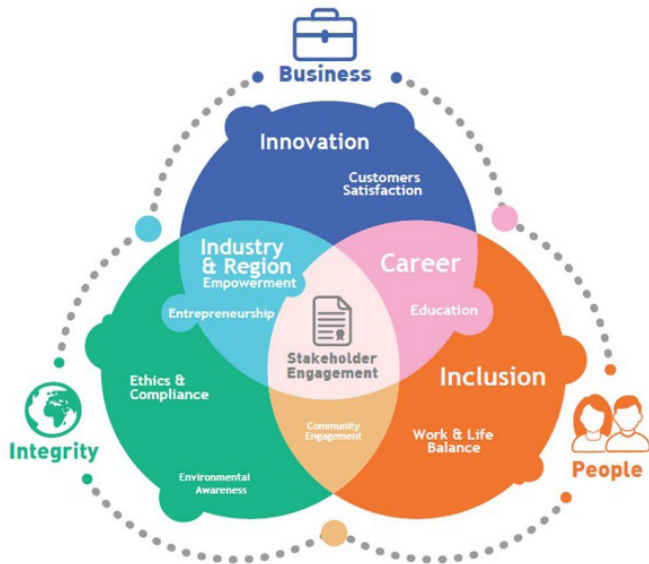 Business
Innovation
Customers
Satisfaction
Industry
& Region
Empowerment
Entrepreneurship
Career
Education
Stakeholder
Engagement
Ethics &
Compliance
Inclusion
Integrity
Community
Engagement
Work & Life
Balance
People
Environmental
Awareness